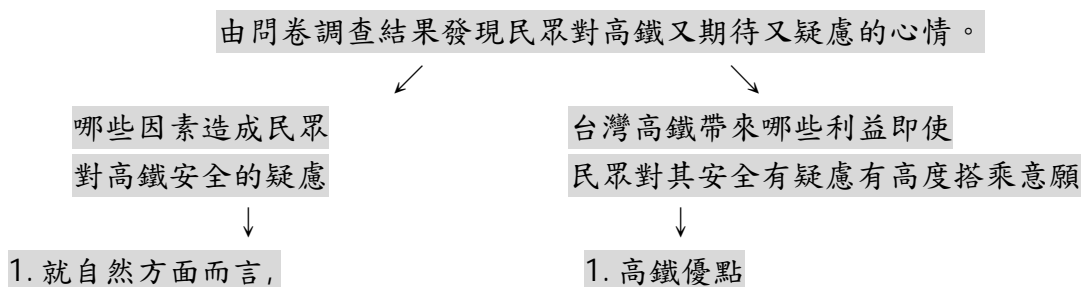 由問卷調查結果發現民眾對高鐵又期待又疑慮的心情。
哪些因素造成民眾
對高鐵安全的疑慮
台灣高鐵帶來哪些利益即使
民眾對其安全有疑慮有高度搭乘意願
1. 就自然方面而言,
1. 高鐵優點